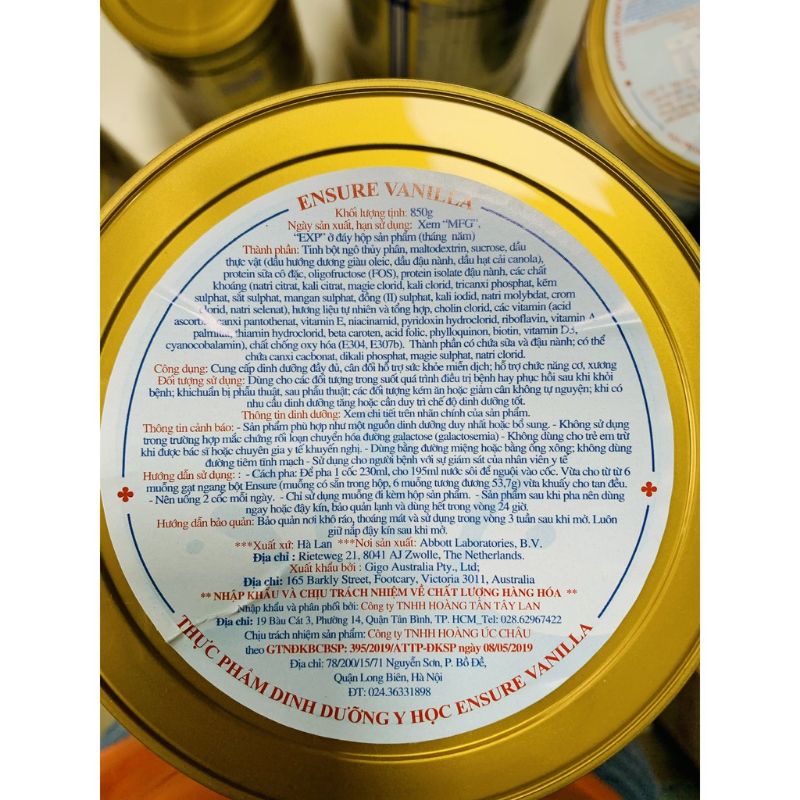 ENSURE VANILLA
Khối lượng tịnh: 850g
Ngày sản xuất, hạn sử dụng: Xem "MFG",
"EXP" ở đáy hộp sản phẩm (tháng năm)
Thành phần: Tinh bột ngô thủy phân, maltodextrin, sucrose, dầu
thực vật (dầu hướng dương giàu oleic, dầu đậu nành, dầu hạt cải canola),
protein sữa cô đặc, oligofructose (FOS), protein isolate đậu nành, các chất
khoáng (natri citrat, kali citrat, magie clorid, kali clorid, tricanxi phosphat, kẽm
sulphat, sắt sulphat, mangan sulphat, đồng (II) sulphat, kali iodid, natri molybdat, crom
clorid, natri selenat), hương liệu tự nhiên và tổng hợp, cholin clorid, các vitamin (acid
ascorb canxi pantothenat, vitamin E, niacinamid, pyridoxin hydroclorid, riboflavin, vitamin A
palmitat, thiamin hydroclorid, beta caroten, acid folic, phylloquinon, biotin, vitamin D3,
cyanocobalamin), chất chống oxy hóa (E304, E307b). Thành phần có chứa sữa và đậu nành; có thể
chứa canxi cacbonat, dikali phosphat, magie sulphat, natri clorid.
Công dụng: Cung cấp dinh dưỡng đầy đủ, cân đối hỗ trợ sức khỏe miễn dịch; hỗ trợ chức năng cơ, xương
Đối tượng sử dụng: Dùng cho các đối tượng trong suốt quá trình điều trị bệnh hay phục hồi sau khi khỏi
bệnh; khichuẩn bị phẫu thuật, sau phẫu thuật; các đối tượng kém ăn hoặc giảm cân không tự nguyện; khi có
nhu cầu dinh dưỡng tăng hoặc cần duy trì chế độ dinh dưỡng tốt.
Thông tin dinh dưỡng: Xem chi tiết trên nhãn chính của sản phẩm.
Thông tin cảnh báo: - Sản phẩm phù hợp như một nguồn dinh dưỡng duy nhất hoặc bổ sung. - Không sử dụng
trong trường hợp mắc chứng rối loạn chuyển hóa đường galactose (galactosemia) - Không dùng cho trẻ em trừ
khi được bác sĩ hoặc chuyên gia y tế khuyến nghị. - Dùng bằng đường miệng hoặc bằng ống xông; không dùng
đường tiêm tĩnh mạch - Sử dụng cho người bệnh với sự giám sát của nhân viên y tế
Hướng dẫn sử dụng: : - Cách pha: Để pha 1 cốc 230ml, cho 195ml nước sôi để nguội vào cốc. Vừa cho từ từ 6
muỗng gạt ngang bột Ensure (muỗng có sẵn trong hộp, 6 muỗng tương đương 53,7g) vừa khuấy cho tan đều.
- Nên uống 2 cốc mỗi ngày. - Chỉ sử dụng muỗng đi kèm hộp sản phẩm. - Sản phẩm sau khi pha nên dùng
ngay hoặc đậy kín, bảo quản lạnh và dùng hết trong vòng 24 giờ.
Hướng dẫn bảo quản: Bảo quản nơi khô ráo, thoáng mát và sử dụng trong vòng 3 tuần sau khi mở. Luôn
giữ nắp đậy kín sau khi mở.
***Xuất xứ: Hà Lan ***Nơi sản xuất: Abbott Laboratories, B.V.
Địa chỉ : Rieteweg 21, 8041 AJ Zwolle, The Netherlands.
Xuất khẩu bởi : Gigo Australia Pty., Ltd;
Địa chỉ: 165 Barkly Street, Footcary, Victoria 3011, Australia
** NHẬP KHẨU VÀ CHỊU TRÁCH NHIỆM VỀ CHẤT LƯỢNG HÀNG HÓA **
Nhập khẩu và phân phối bởi: Công ty TNHH HOÀNG TẤN TÂY LAN
Địa chỉ: 19 Bàu Cát 3, Phường 14, Quận Tân Bình, TP. HCM_Tel: 028.62967422
Chịu trách nhiệm sản phẩm: Công ty TNHH HOÀNG ÚC CHÂU
theo GTNĐKBCBSP: 395/2019/ATTP-ĐKSP ngày 08/05/2019
Địa chỉ: 78/200/15/71 Nguyễn Sơn, P. Bồ Đề,
Quận Long Biên, Hà Nội
ĐT: 024.36331898
THỰC PHẨM DINH DƯỠNG Y HỌC ENSURE VANILLA